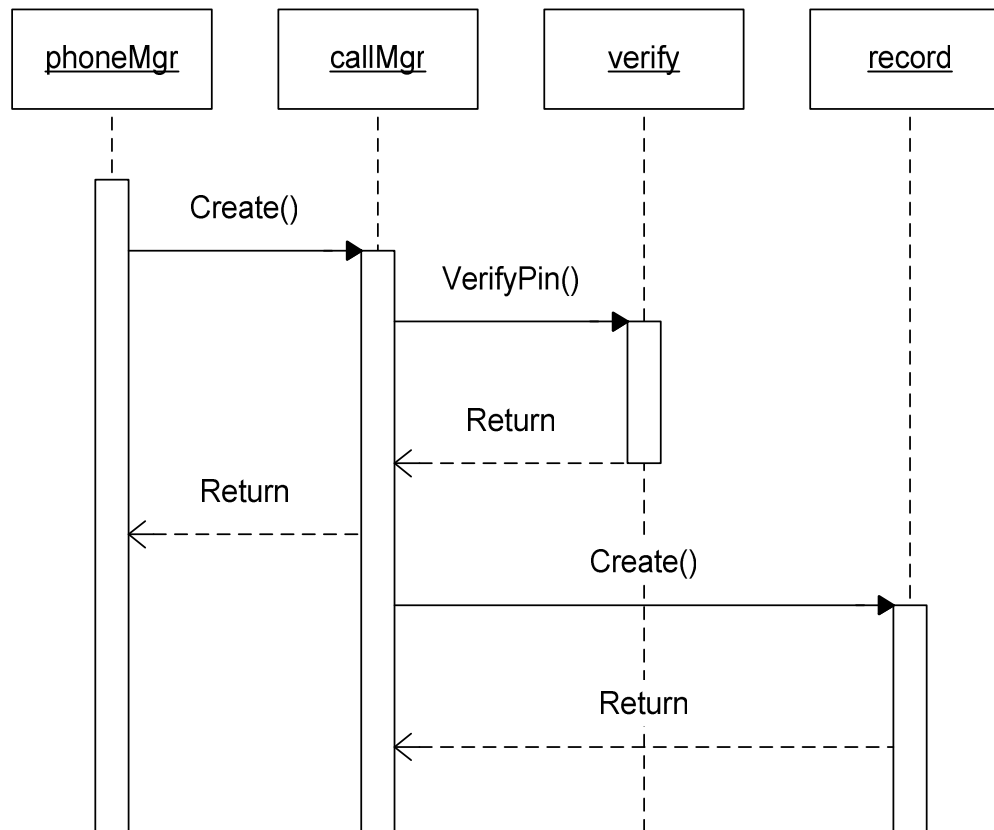 phoneMgr
callMgr
verify
record
Create()
VerifyPin()
Return
Return
Create()
Return